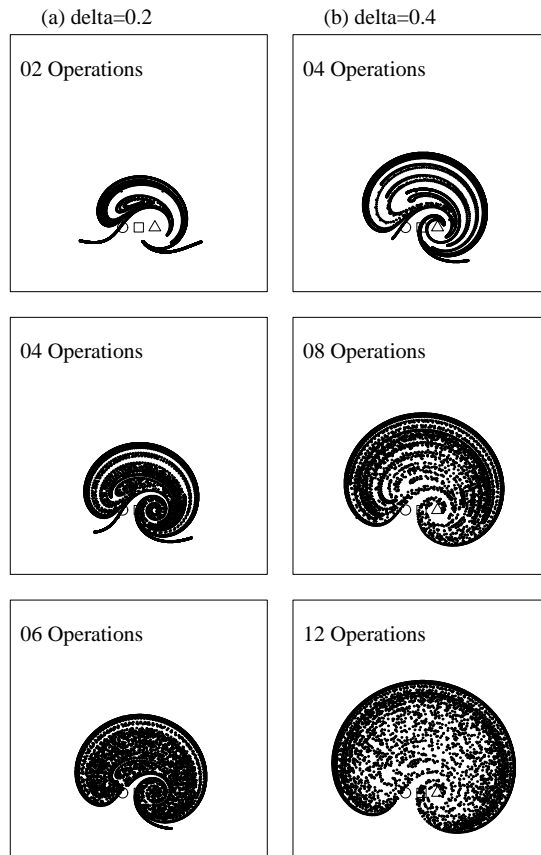 (a) delta=0.2
(b) delta=0.4
02 Operations
04 Operations
04 Operations
08 Operations
06 Operations
12 Operations